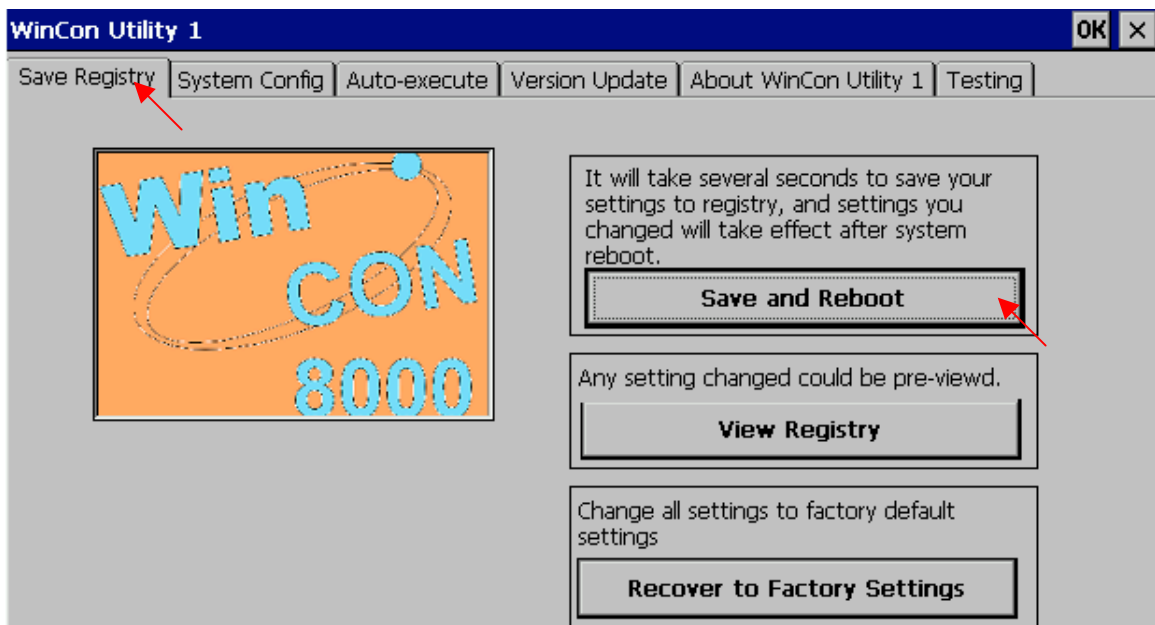 WinCon Utility 1
OK
Save Registry System Config Auto-execute Version Update About WinCon Utility 1 Testing
Win
CON
8000
It will take several seconds to save your
settings to registry, and settings you
changed will take effect after system
reboot.
Save and Reboot
Any setting changed could be pre-viewd.
View Registry
Change all settings to factory default
settings
Recover to Factory Settings